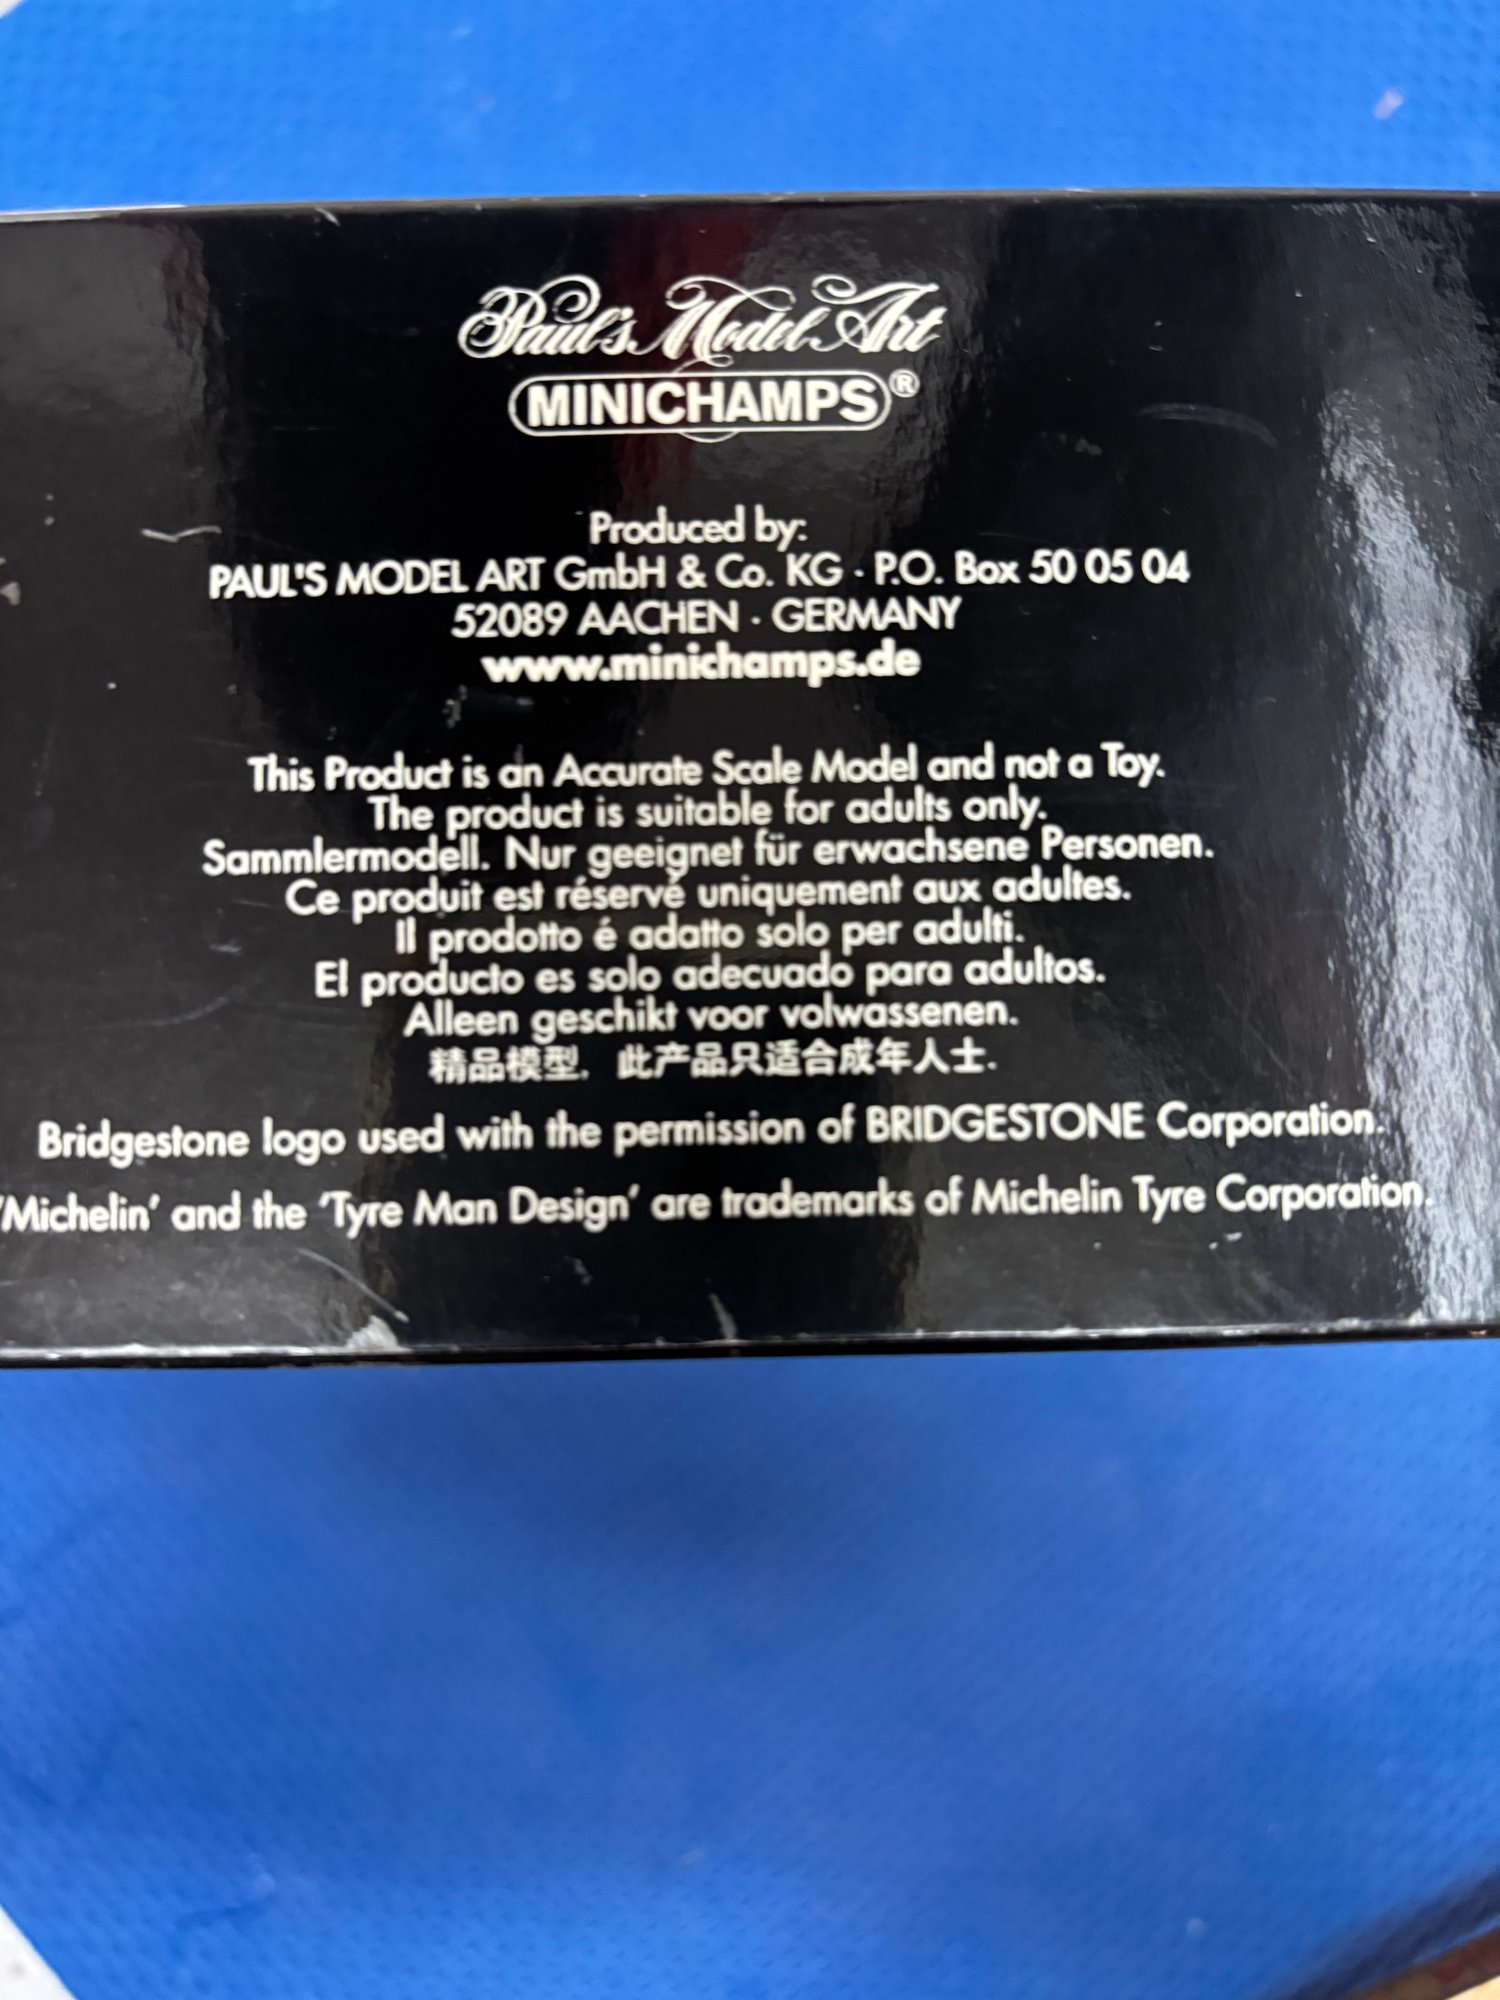 Paul's Model Art
MINICHAMPS®
Produced by:
PAUL'S MODEL ART GmbH & Co. KG · P.O. Box 50 05 04
52089 AACHEN · GERMANY
www.minichamps.de
This Product is an Accurate Scale Model and not a Toy.
The product is suitable for adults only.
Sammlermodell. Nur geeignet für erwachsene Personen.
Ce produit est réservé uniquement aux adultes.
Il prodotto é adatto solo per adulti.
El producto es solo adecuado para adultos.
Alleen geschikt voor volwassenen.
精品模型. 此产品只适合成年人士.
Bridgestone logo used with the permission of BRIDGESTONE Corporation.
'Michelin' and the 'Tyre Man Design' are trademarks of Michelin Tyre Corporation.